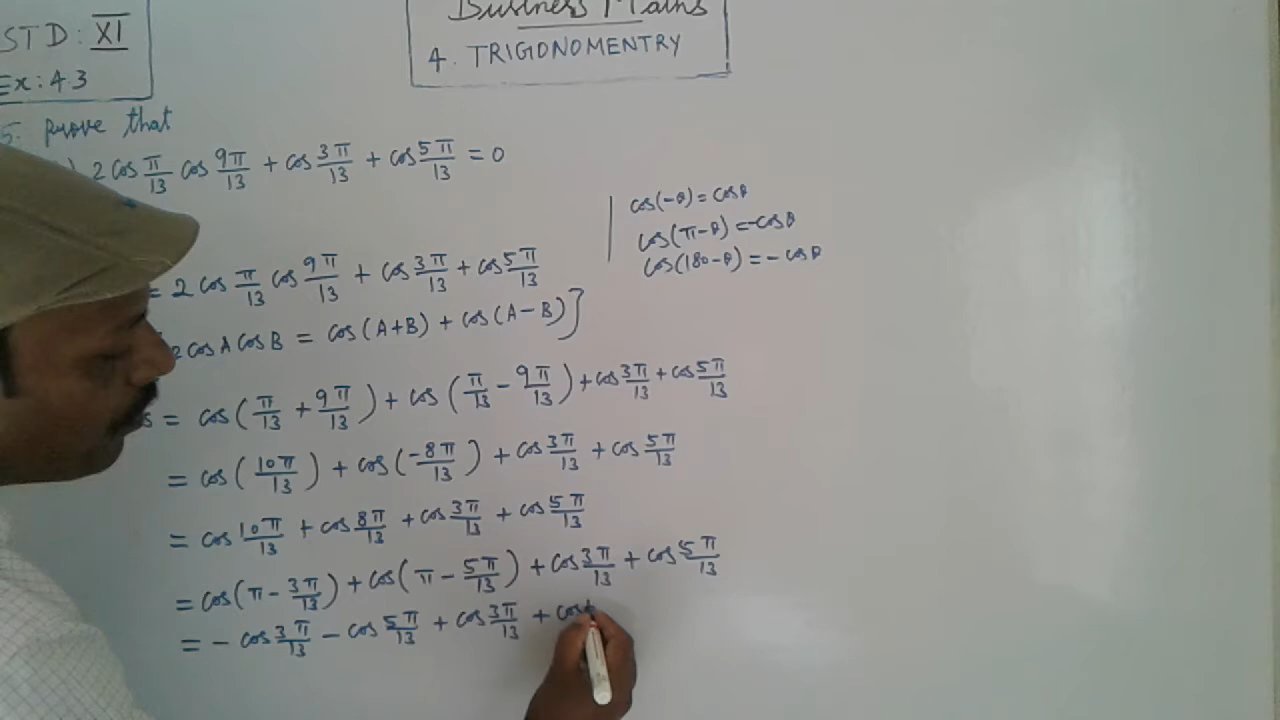 STD: XI
Ex: 4.3
Business Maths
4. TRIGONOMENTRY
5. prove that
) 2 cos π/13 cos 9π/13 + cos 3π/13 + cos 5π/13 = 0
cos(-θ) = cosθ
cos(π-θ) = -cosθ
cos(180-θ) = - cosθ
= 2 cos π/13 cos 9π/13 + cos 3π/13 + cos 5π/13
2 cos A cos B = cos(A+B) + cos(A-B)]
S = cos(π/13 + 9π/13) + cos(π/13 - 9π/13) + cos 3π/13 + cos 5π/13
= cos(10π/13) + cos(-8π/13) + cos 3π/13 + cos 5π/13
= cos 10π/13 + cos 8π/13 + cos 3π/13 + cos 5π/13
= cos(π - 3π/13) + cos(π - 5π/13) + cos 3π/13 + cos 5π/13
= - cos 3π/13 - cos 5π/13 + cos 3π/13 + cos